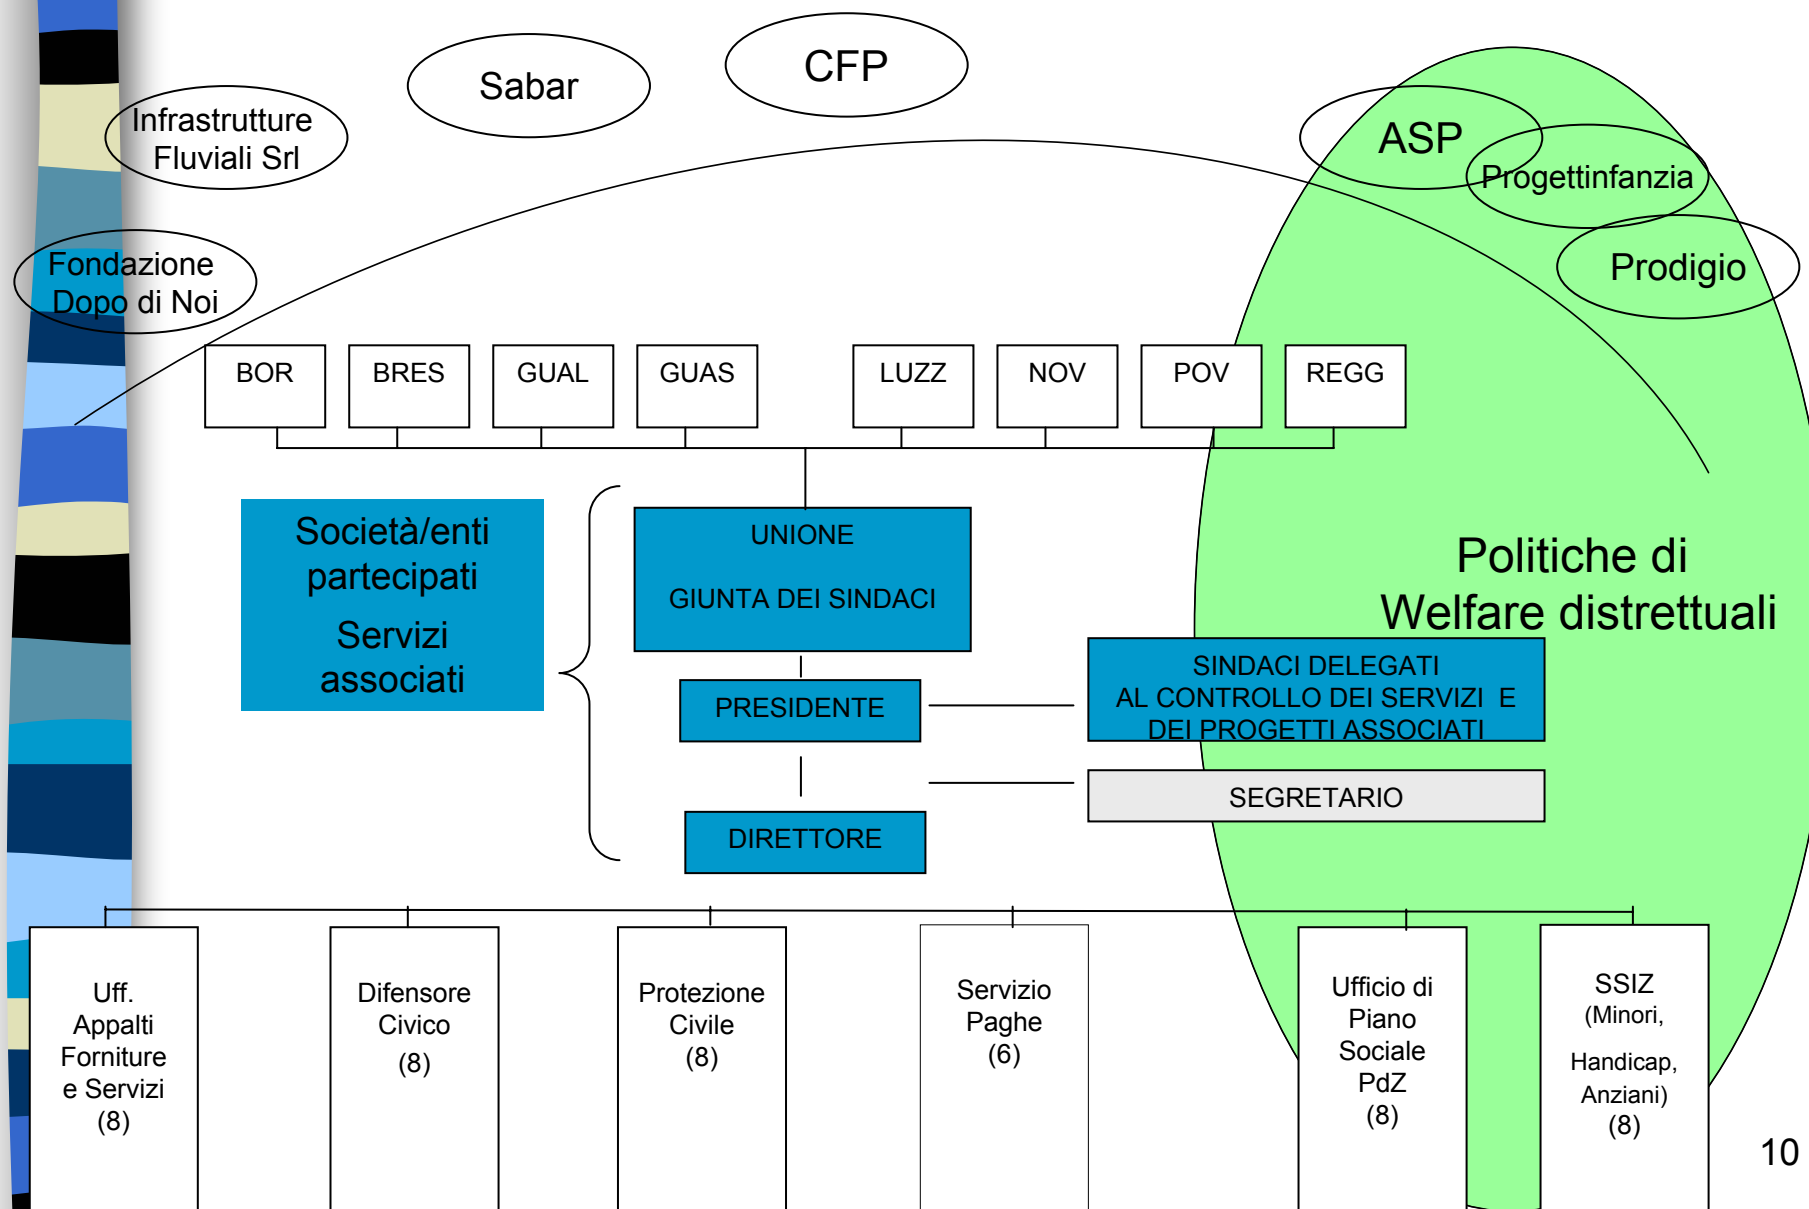 CFP
Sabar
Infrastrutture
Fluviali Srl
ASP
Progettinfanzia
Fondazione
Dopo di Noi
Prodigio
BOR
BRES
GUAL
GUAS
LUZZ
NOV
POV
REGG
Società/enti
partecipati
Servizi
associati
UNIONE
GIUNTA DEI SINDACI
Politiche di
Welfare distrettuali
PRESIDENTE
SINDACI DELEGATI
AL CONTROLLO DEI SERVIZI E
DEI PROGETTI ASSOCIATI
SEGRETARIO
DIRETTORE
Uff.
Appalti
Forniture
e Servizi
(8)
Difensore
Civico
(8)
Protezione
Civile
(8)
Servizio
Paghe
(6)
Ufficio di
Piano
Sociale
PdZ
(8)
SSIZ
(Minori,
Handicap,
Anziani)
(8)
10